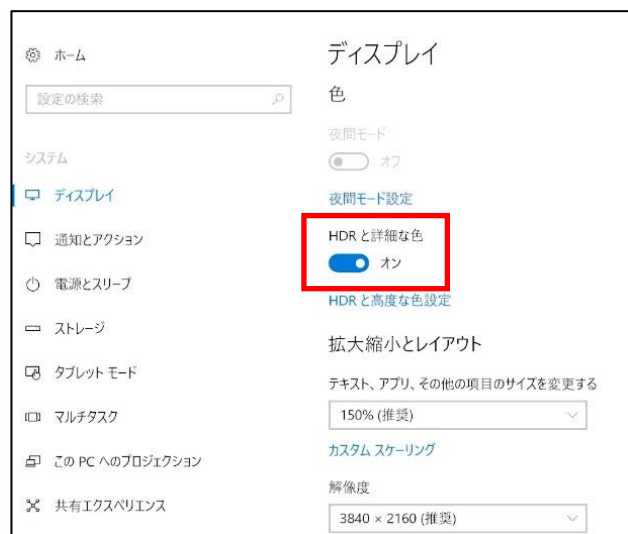 ホーム
設定の検索
システム
ディスプレイ
通知とアクション
電源とスリープ
ストレージ
タブレット モード
マルチタスク
この PC へのプロジェクション
共有エクスペリエンス
ディスプレイ
色
夜間モード
オフ
夜間モード設定
HDR と詳細な色
オン
HDR と高度な色設定
拡大縮小とレイアウト
テキスト、アプリ、その他の項目のサイズを変更する
150% (推奨)
カスタム スケーリング
解像度
3840 × 2160 (推奨)